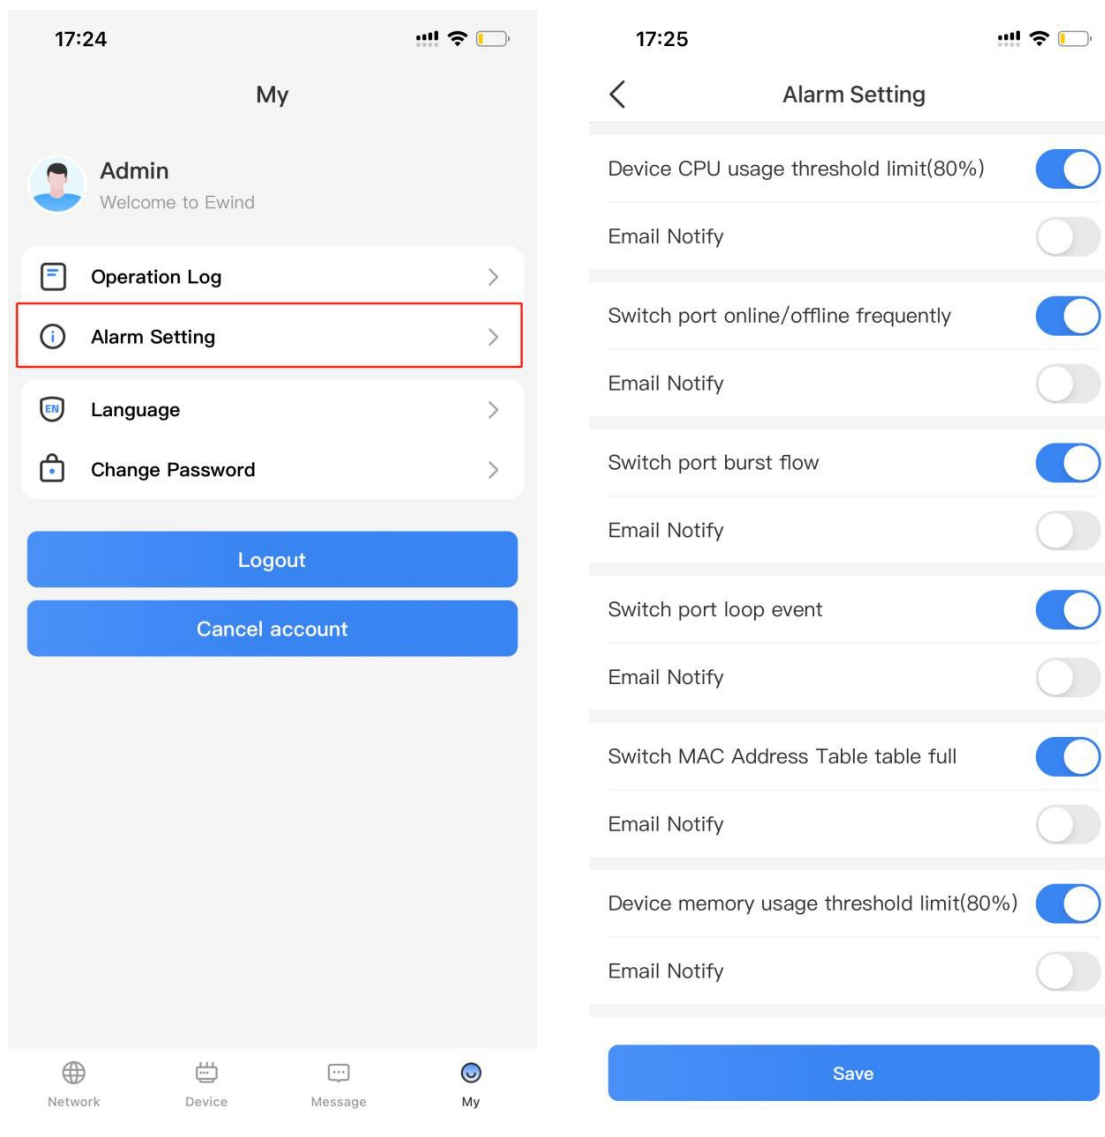 17:24
My
Admin
Welcome to Ewind
Operation Log
Alarm Setting
EN
Language
Change Password
Logout
Cancel account
Network
Device
Message
My
17:25
Alarm Setting
Device CPU usage threshold limit(80%)
Email Notify
Switch port online/offline frequently
Email Notify
Switch port burst flow
Email Notify
Switch port loop event
Email Notify
Switch MAC Address Table table full
Email Notify
Device memory usage threshold limit(80%)
Email Notify
Save